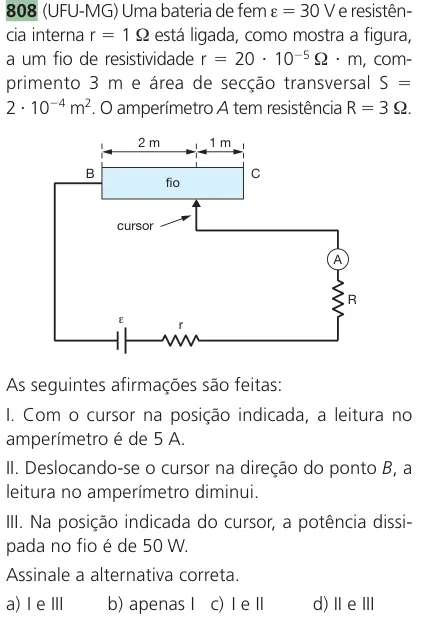 808 (UFU-MG) Uma bateria de fem ε = 30 V e resistên-
cia interna r = 1 Ω está ligada, como mostra a figura,
a um fio de resistividade r = 20 · 10⁻⁵ Ω · m, com-
primento 3 m e área de secção transversal S =
2 · 10⁻⁴ m². O amperímetro A tem resistência R = 3 Ω.
2 m
1 m
B
fio
C
cursor
A
R
ε
r
As seguintes afirmações são feitas:
I. Com o cursor na posição indicada, a leitura no
amperímetro é de 5 A.
II. Deslocando-se o cursor na direção do ponto B, a
leitura no amperímetro diminui.
III. Na posição indicada do cursor, a potência dissi-
pada no fio é de 50 W.
Assinale a alternativa correta.
a) I e III b) apenas I c) I e II d) II e III